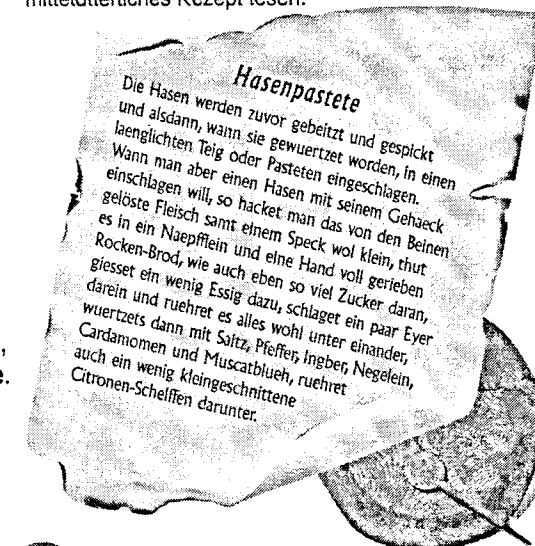 mittelalterliches Rezept lesen.
Hasenpastete
Die Hasen werden zuvor gebeitzt und gespickt
und alsdann, wann sie gewuertzet worden, in einen
laenglichten Teig oder Pasteten eingeschlagen.
Wann man aber einen Hasen mit seinem Gehaeck
einschlagen will, so hacket man das von den Beinen
gelöste Fleisch samt einem Speck wol klein, thut
es in ein Naepfflein und eine Hand voll gerieben
Rocken-Brod, wie auch eben so viel Zucker daran,
giesset ein wenig Essig dazu, schlaget ein paar Eyer
darein und ruehret es alles wohl unter einander,
wuertzets dann mit Saltz, Pfeffer, Ingber, Negelein,
Cardamomen und Muscatblueh, ruehret
auch ein wenig kleingeschnittene
Citronen-Schelffen darunter.